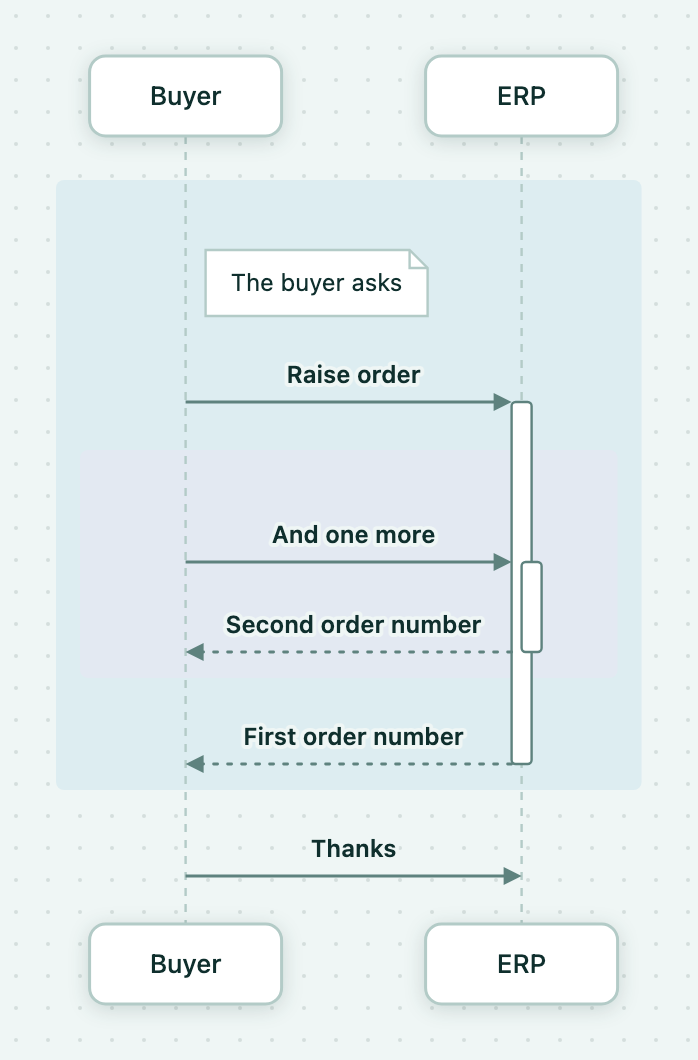 Buyer
ERP
The buyer asks
Raise order
And one more
Second order number
First order number
Thanks
Buyer
ERP